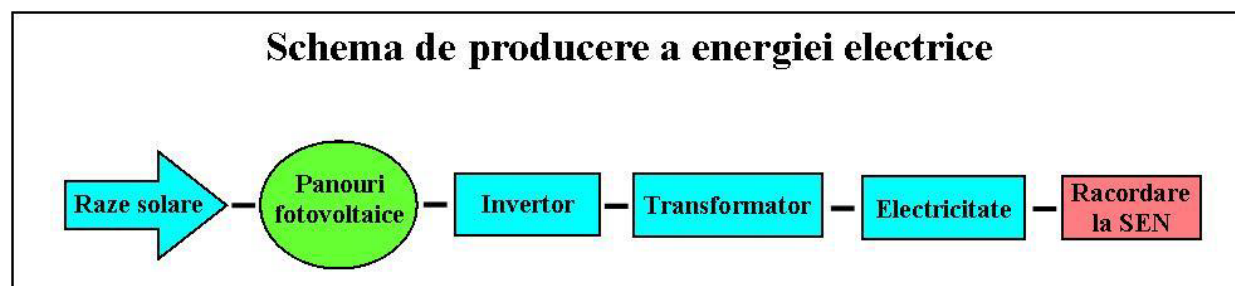 Schema de producere a energiei electrice
Raze solare
Panouri
fotovoltaice
Invertor
Transformator
Electricitate
Racordare
la SEN